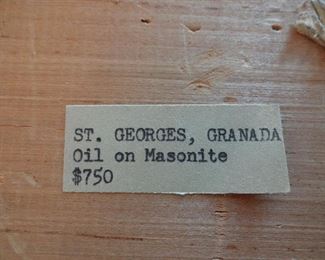 ST. GEORGES, GRANADA
Oil on Masonite
$750